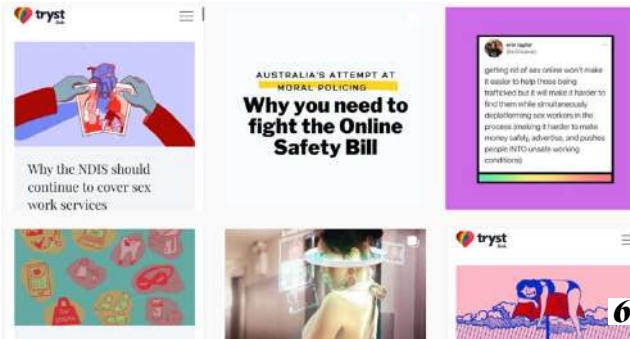 tryst
Why the NDIS should
continue to cover sex
work services
AUSTRALIA'S ATTEMPT AT
MORAL POLICING
Why you need to
fight the Online
Safety Bill
erin taylor
getting rid of sex online won't make
it easier to help those being
trafficked but it will make it harder to
find them while simultaneously
deplatforming sex workers in the
process (making it harder to make
money safely, advertise, and pushes
people INTO unsafe working
conditions)
tryst
6